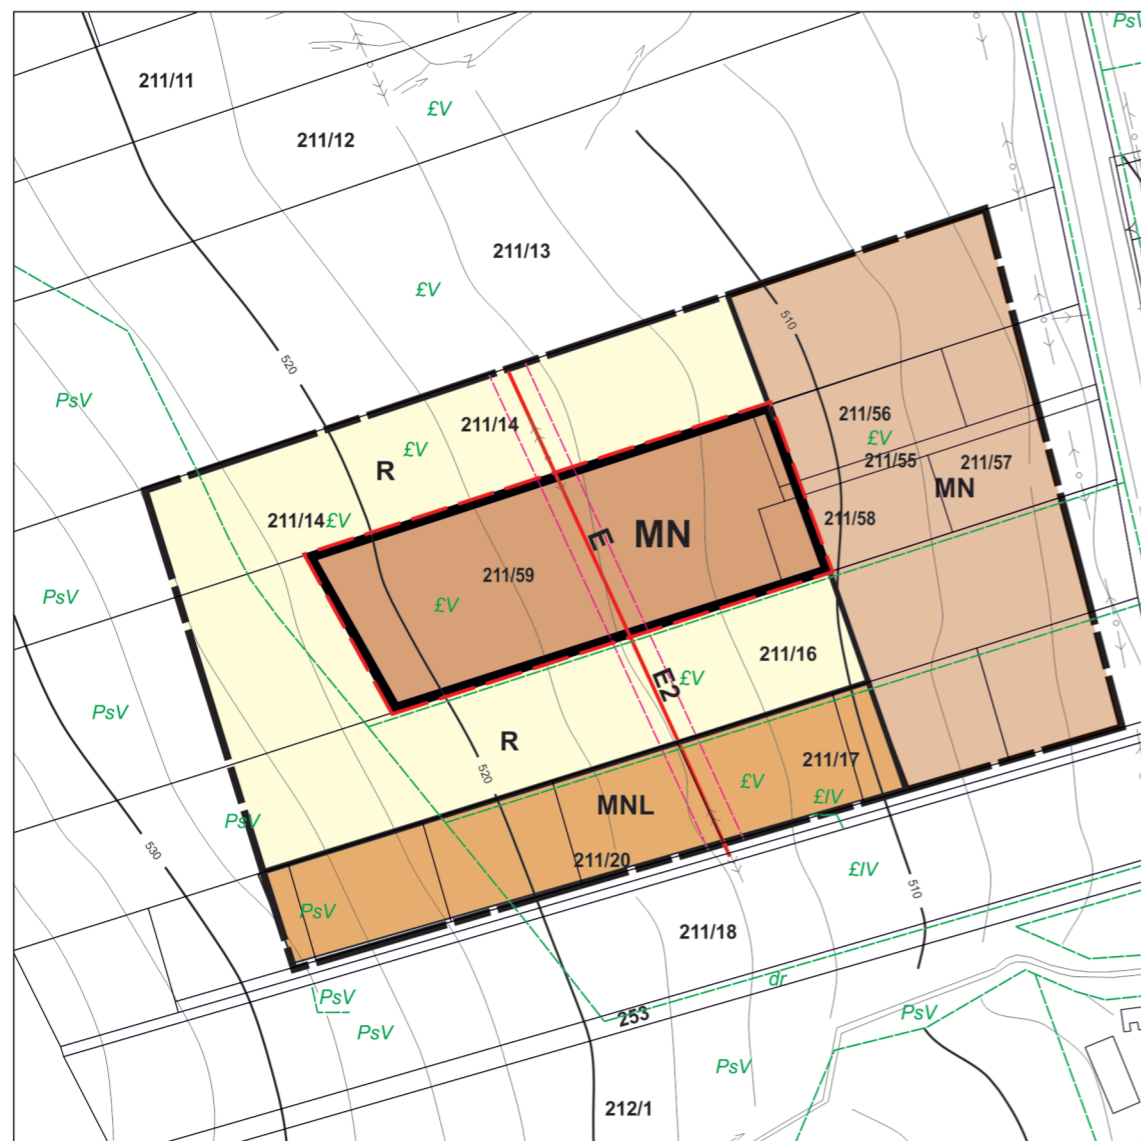 PsV
211/11
£V
211/12
211/13
£V
510
520
PsV
211/14
211/56
£V
£V
R
211/55
211/57
MN
211/14
£V
211/58
E
MN
211/59
PsV
£V
211/16
E2
£V
PsV
R
211/17
520
£V
£IV
MNL
PsV
530
211/20
£IV
510
PsV
211/18
dr
PsV
253
PsV
PsV
PsV
212/1